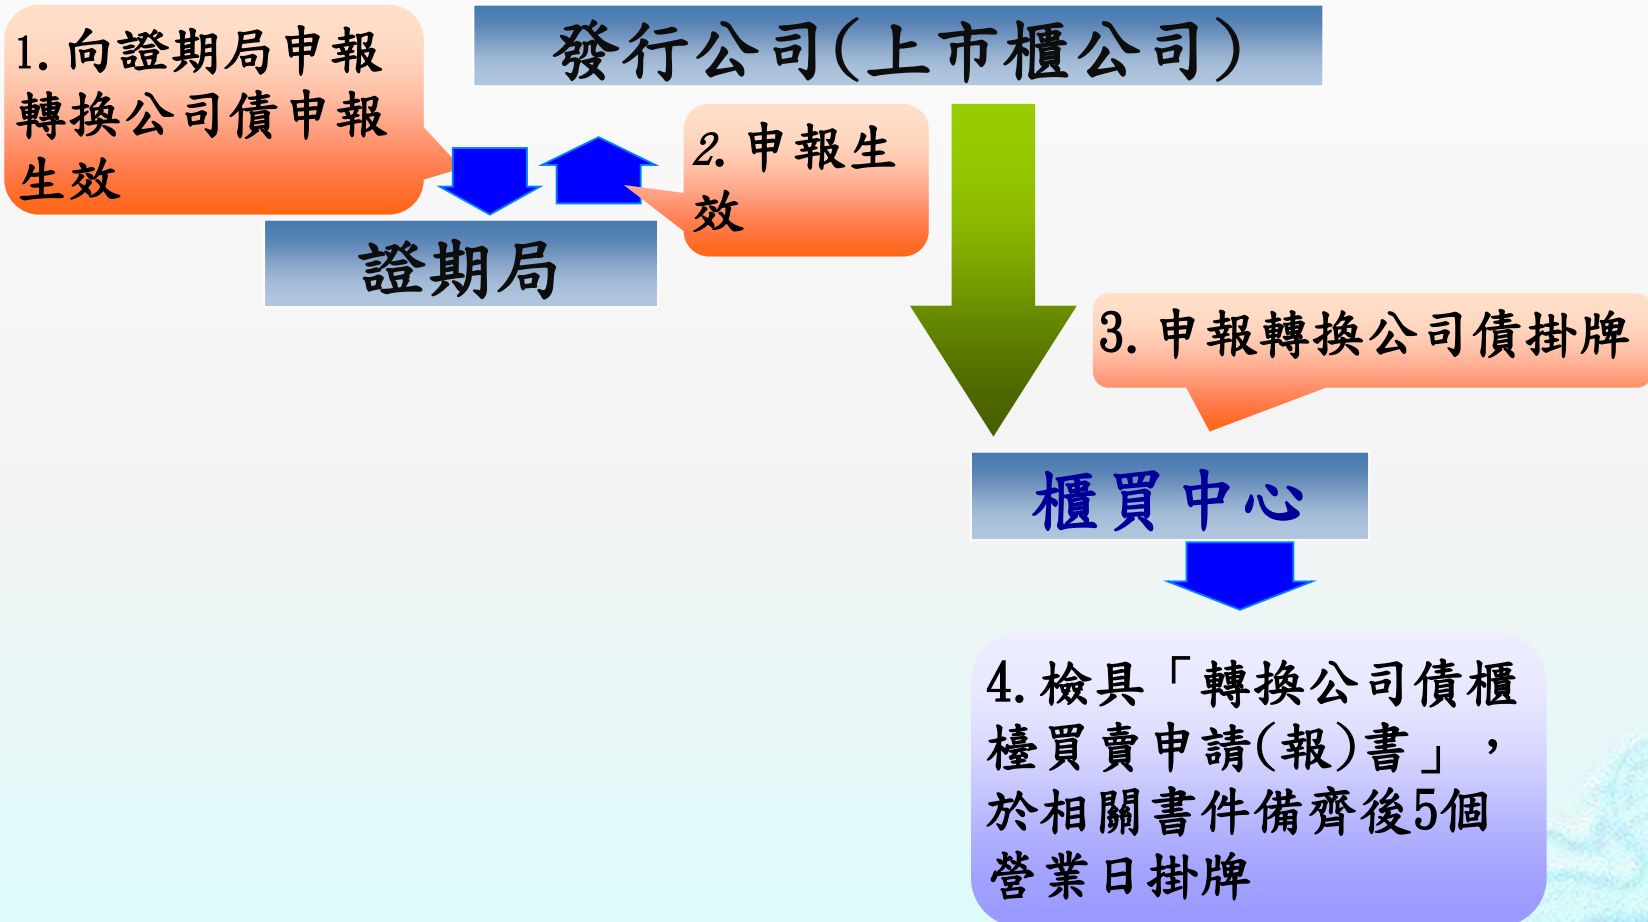 發行公司(上市櫃公司)
1.向證期局申報
轉換公司債申報
生效
2.申報生
效
證期局
3.申報轉換公司債掛牌
櫃買中心
4.檢具「轉換公司債櫃
檯買賣申請(報)書」，
於相關書件備齊後5個
營業日掛牌